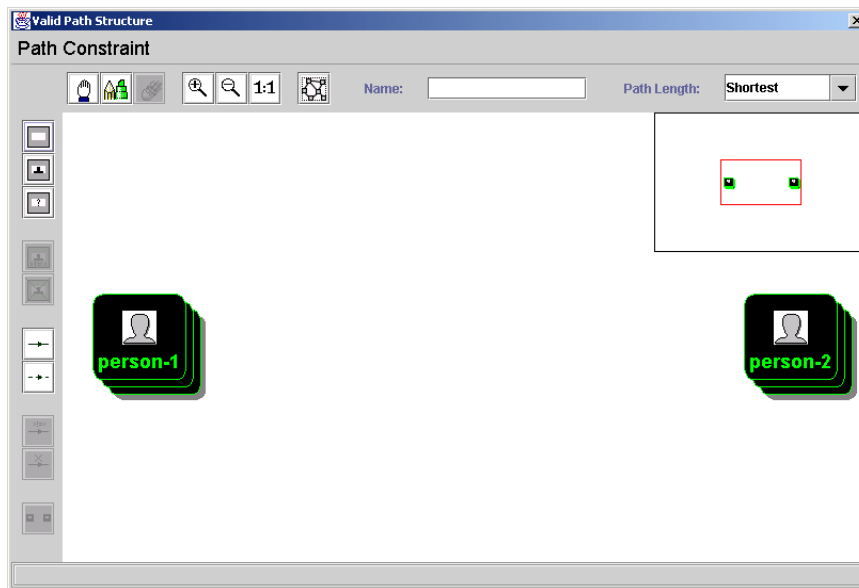 Valid Path Structure
Path Constraint
1:1
Name:
Path Length:
Shortest
?
person-1
person-2